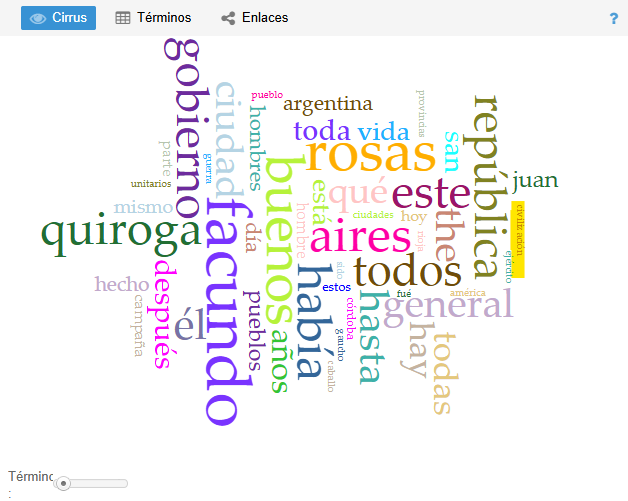 Cirrus
Términos
Enlaces
?
gobierno
ciudad
pueblo
argentina
hombres
toda vida
provincias
república
san
rosas
parte
guerra
buenos
unitarios
está
qué
este
juan
mismo
facundo
hombre
ciudades
hoy
the
civilización
quiroga
día
aires
rioja
ejército
todos
había
sido
después
hecho
estos
fué
américa
campaña
pueblos
córdoba
hasta
general
él
años
gaucho
hay
todas
caballo
Término
: